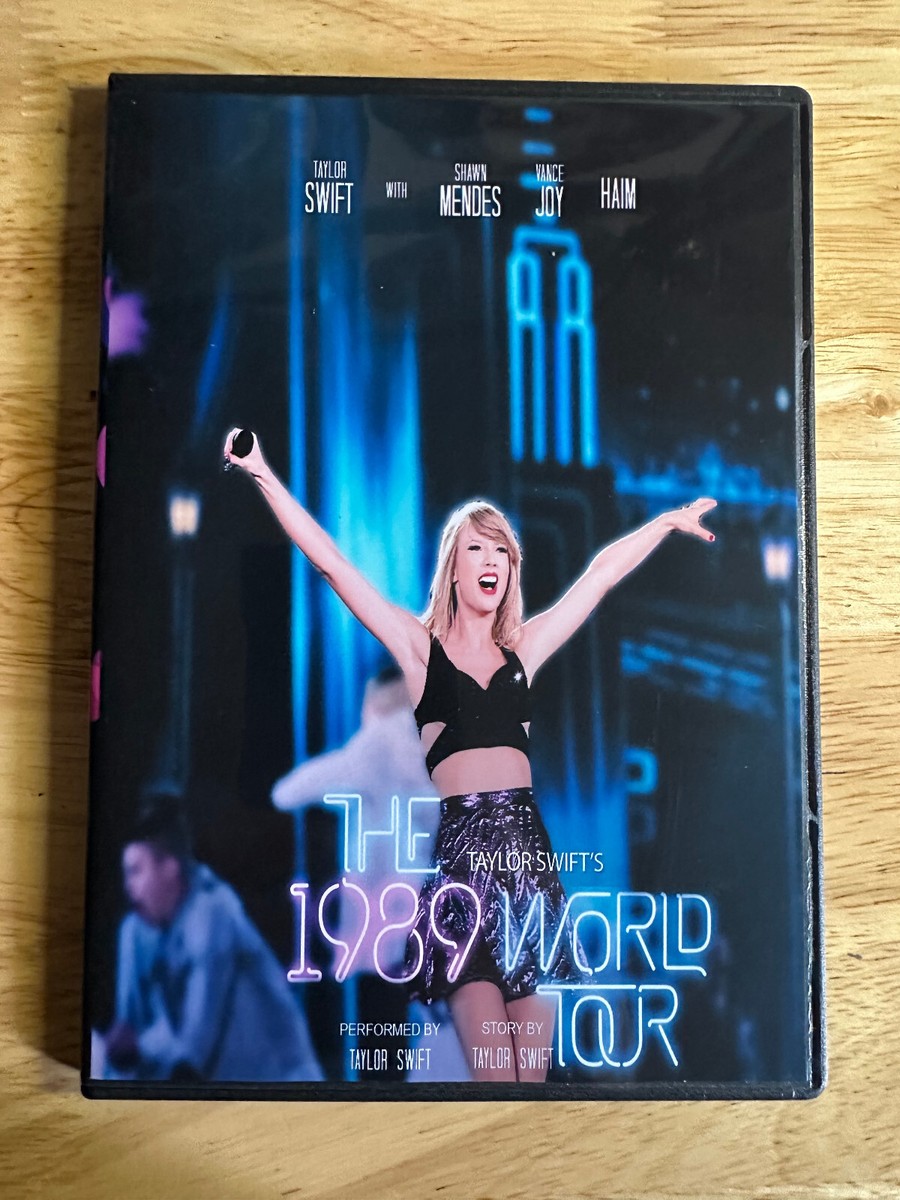 TAYLOR SWIFT WITH SHAWN MENDES VANCE JOY HAIM
THE
TAYLOR SWIFT'S
1989 WORLD
TOUR
PERFORMED BY STORY BY
TAYLOR SWIFT TAYLOR SWIFT